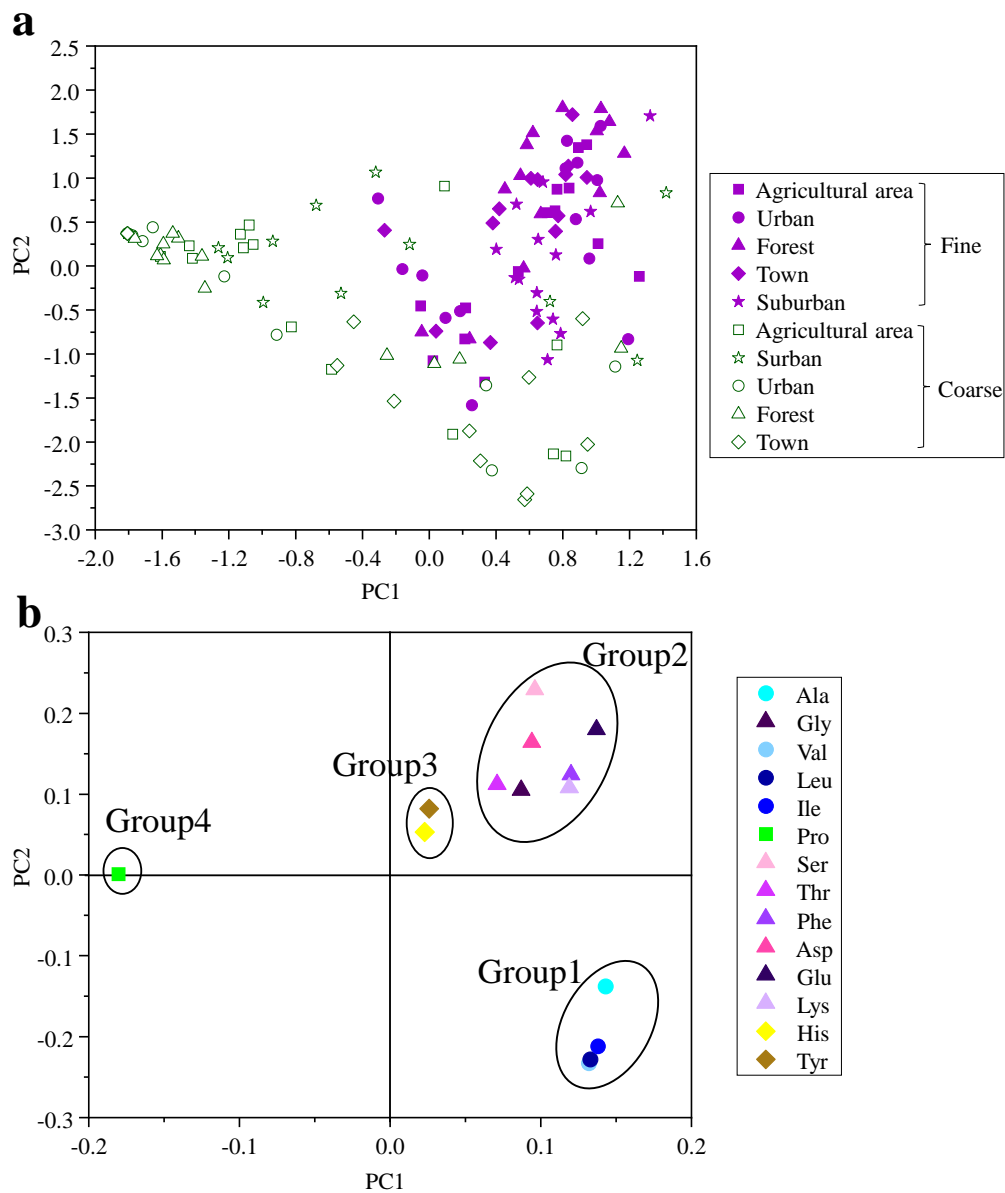 a
2.5
2.0
1.5
1.0
0.5
0.0
-0.5
-1.0
-1.5
-2.0
-2.5
-3.0
PC2
-2.0 -1.6 -1.2 -0.8 -0.4 0.0 0.4 0.8 1.2 1.6
PC1
Agricultural area
Urban
Forest
Town
Suburban
Fine
Agricultural area
Surban
Urban
Forest
Town
Coarse
b
0.3
0.2
0.1
0.0
-0.1
-0.2
-0.3
PC2
Group2
Group3
Group4
Group1
-0.2 -0.1 0.0 0.1 0.2
PC1
Ala
Gly
Val
Leu
Ile
Pro
Ser
Thr
Phe
Asp
Glu
Lys
His
Tyr